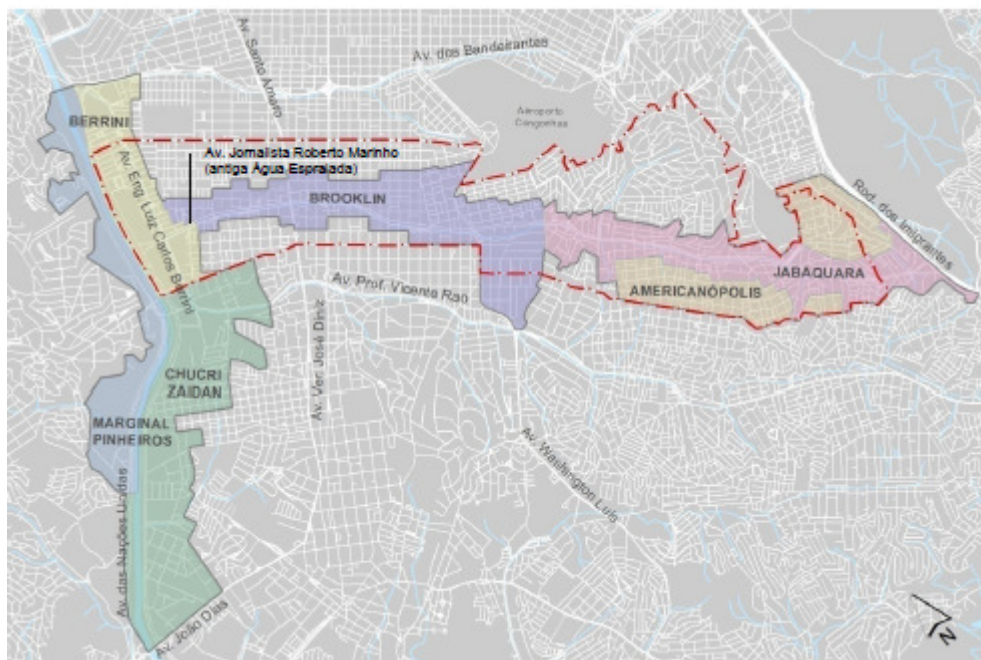 Av. Santo Amaro
Av. dos Bandeirantes
Aeroporto
Congonhas
BERRINI
Av. Jornalista Roberto Marinho
(antiga Água Espraiada)
Av. Eng. Luiz Carlos Berrini
BROOKLIN
Rod. dos Imigrantes
JABAQUARA
AMERICANÓPOLIS
Av. Prof. Vicente Rao
Av. Ver. José Diniz
CHUCRI
ZAIDAN
MARGINAL
PINHEIROS
Av. Washington Luís
Av. das Nações Unidas
Av. João Dias
N